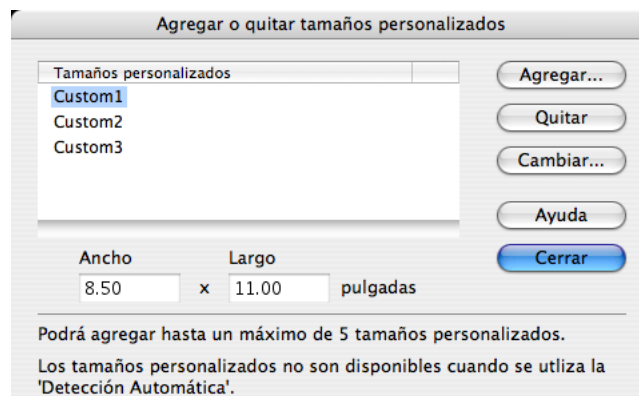 Agregar o quitar tamaños personalizados
Tamaños personalizados
Custom1
Custom2
Custom3
Agregar...
Quitar
Cambiar...
Ayuda
Cerrar
Ancho Largo
8.50 x 11.00 pulgadas
Podrá agregar hasta un máximo de 5 tamaños personalizados.
Los tamaños personalizados no son disponibles cuando se utliza la
'Detección Automática'.